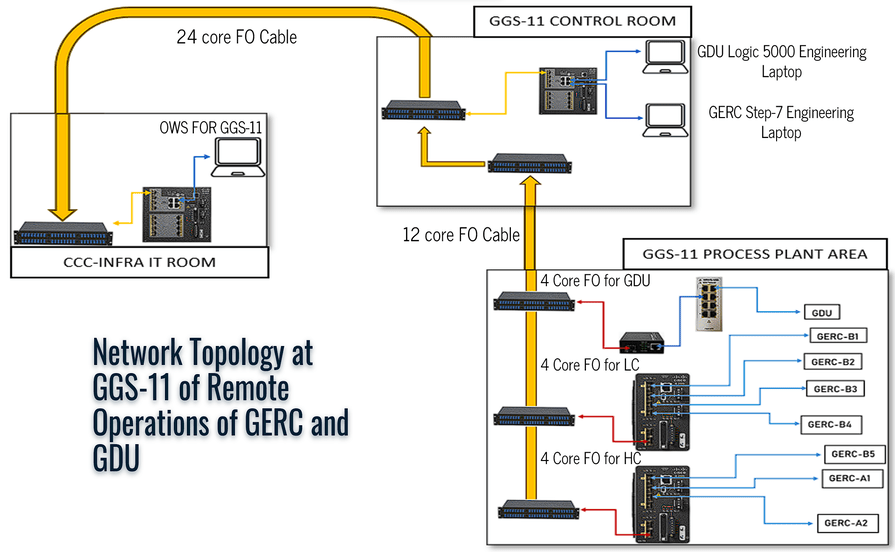 GGS-11 CONTROL ROOM
24 core FO Cable
GDU Logic 5000 Engineering
Laptop
GERC Step-7 Engineering
Laptop
OWS FOR GGS-11
CCC-INFRA IT ROOM
12 core FO Cable
GGS-11 PROCESS PLANT AREA
4 Core FO for GDU
GDU
GERC-B1
4 Core FO for LC
GERC-B2
GERC-B3
GERC-B4
4 Core FO for HC
GERC-B5
GERC-A1
GERC-A2
Network Topology at
GGS-11 of Remote
Operations of GERC and
GDU